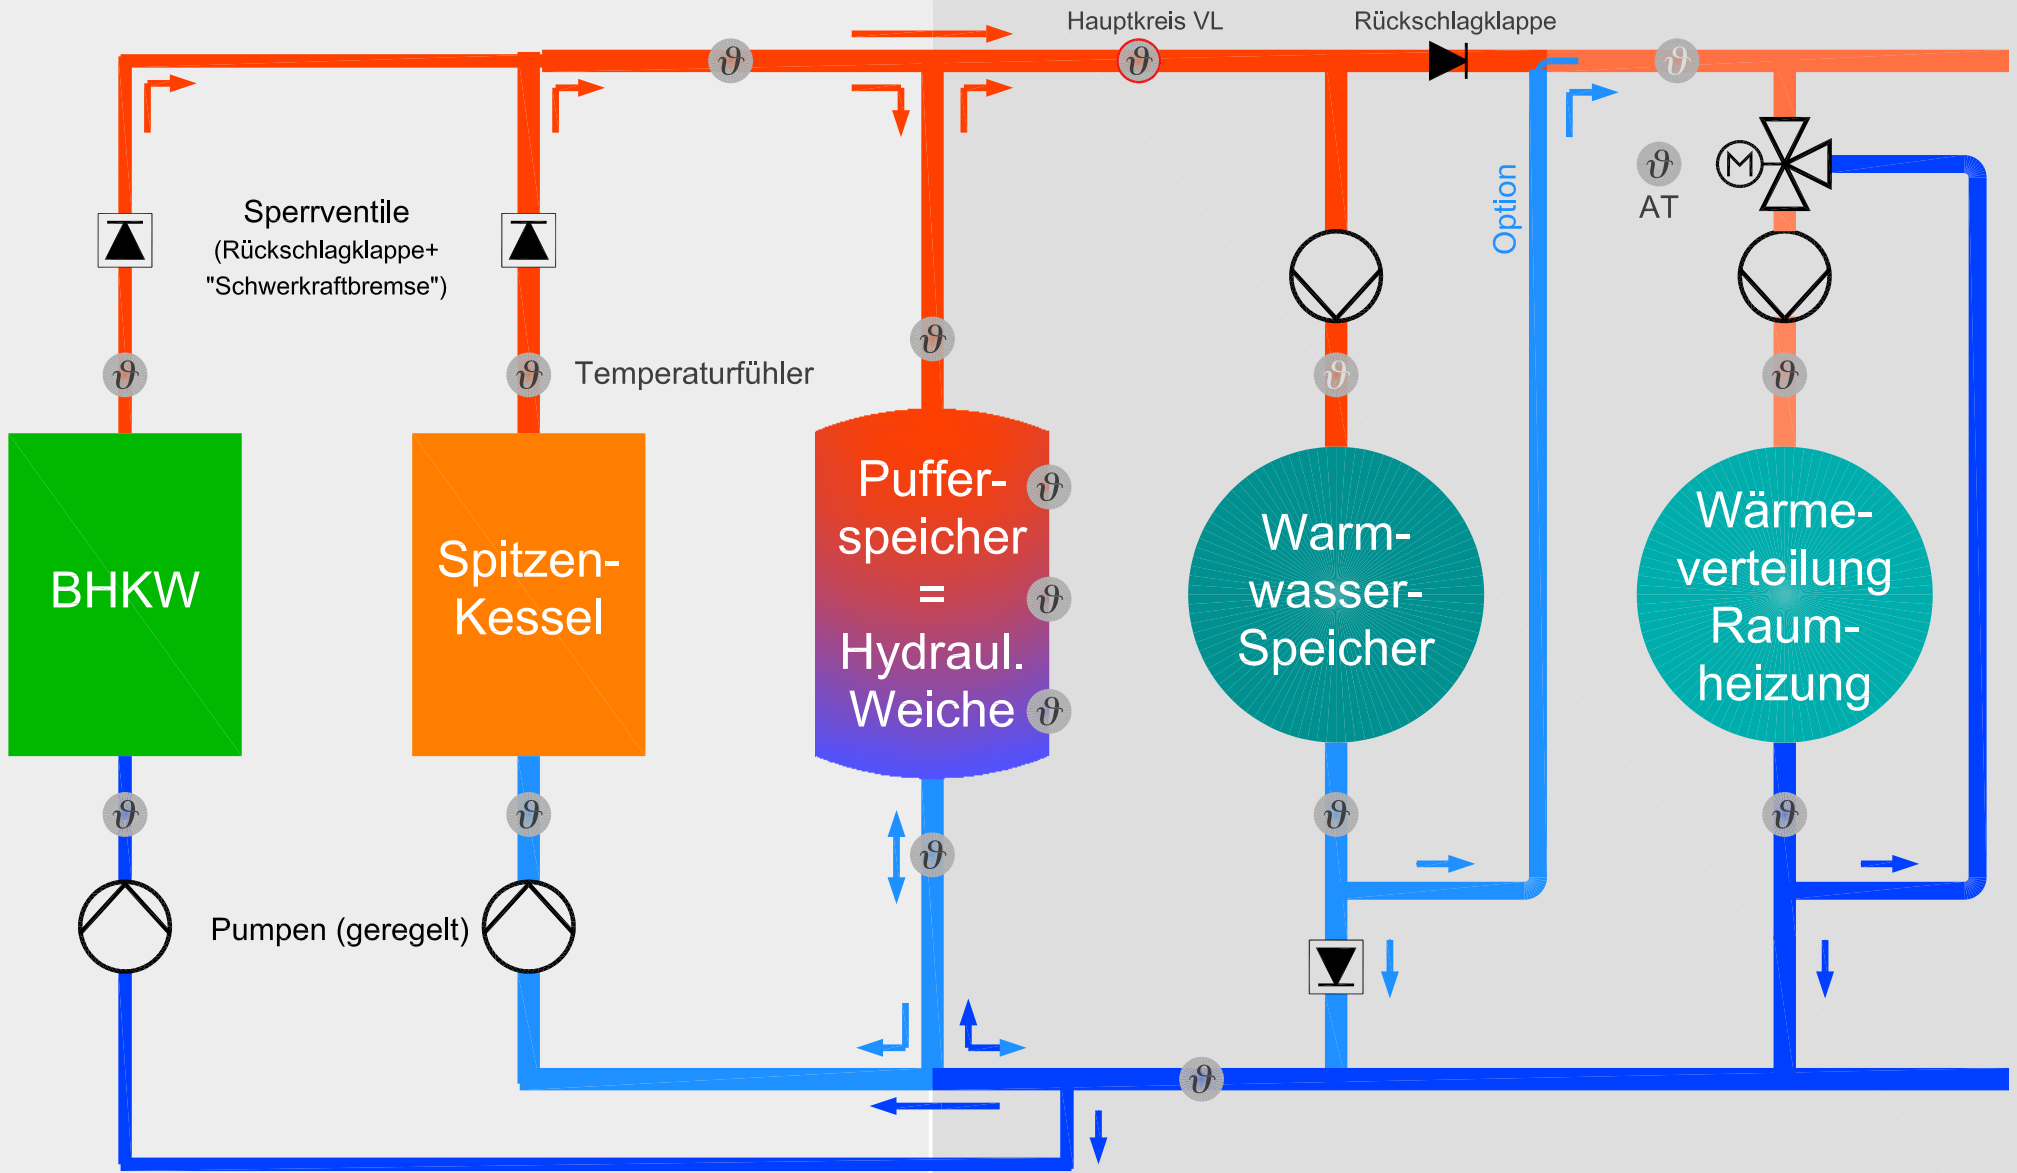 Hauptkreis VL
Rückschlagklappe
ϑ
ϑ
ϑ
Sperrventile
(Rückschlagklappe+
"Schwerkraftbremse")
Option
ϑ
AT
M
ϑ
ϑ
Temperaturfühler
ϑ
ϑ
ϑ
BHKW
Spitzen-
Kessel
Puffer-
speicher
=
Hydraul.
Weiche
ϑ
ϑ
ϑ
Warm-
wasser-
Speicher
Wärme-
verteilung
Raum-
heizung
ϑ
ϑ
ϑ
ϑ
ϑ
Pumpen (geregelt)
ϑ